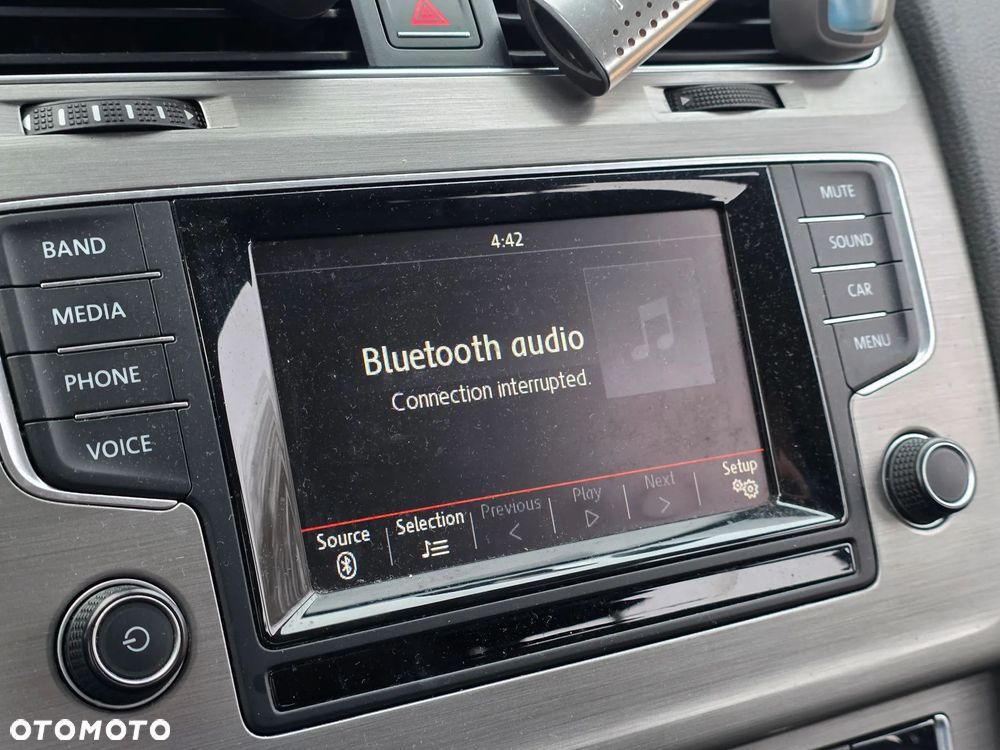 BAND
MEDIA
PHONE
VOICE
4:42
Bluetooth audio
Connection interrupted.
Source
Selection
Previous
Play
Next
Setup
MUTE
SOUND
CAR
MENU
OTOMOTO